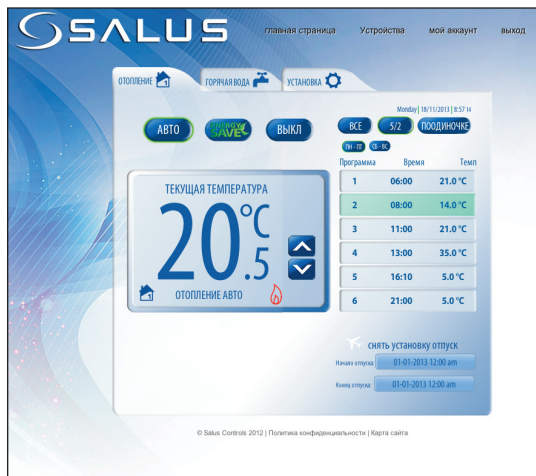 SALUS
главная страница Устройства мой аккаунт выход
ОТОПЛЕНИЕ 1 ГОРЯЧАЯ ВОДА УСТАНОВКА
Monday| 18/11/2013 | 8:57 14
АВТО ENERGY SAVE ВЫКЛ ВСЕ 5/2 ПООДИНОЧКЕ
ПН - ПТ СБ - ВС
Программа Время Темп
1 06:00 21.0 °C
2 08:00 14.0 °C
3 11:00 21.0 °C
4 13:00 35.0 °C
5 16:10 5.0 °C
6 21:00 5.0 °C
ТЕКУЩАЯ ТЕМПЕРАТУРА
20.5 °C
1 ОТОПЛЕНИЕ АВТО
снять установку отпуск
Начало отпуска: 01-01-2013 12:00 am
Конец отпуска: 01-01-2013 12:00 am
© Salus Controls 2012 | Политика конфиденциальности | Карта сайта